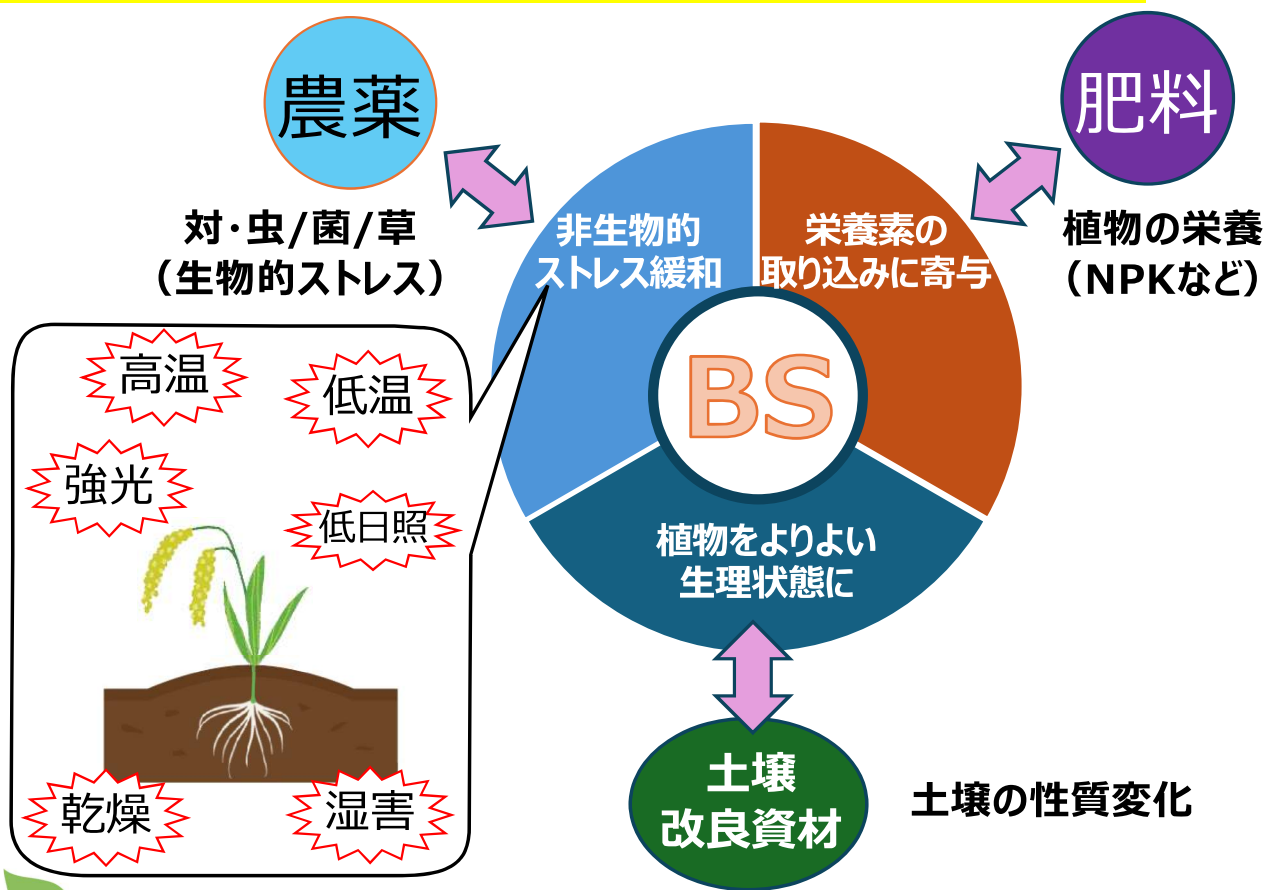 農薬
対・虫/菌/草
（生物的ストレス）
肥料
植物の栄養
（NPKなど）
非生物的
ストレス緩和
栄養素の
取り込みに寄与
BS
植物をよりよい
生理状態に
高温
低温
強光
低日照
乾燥
湿害
土壌
改良資材
土壌の性質変化